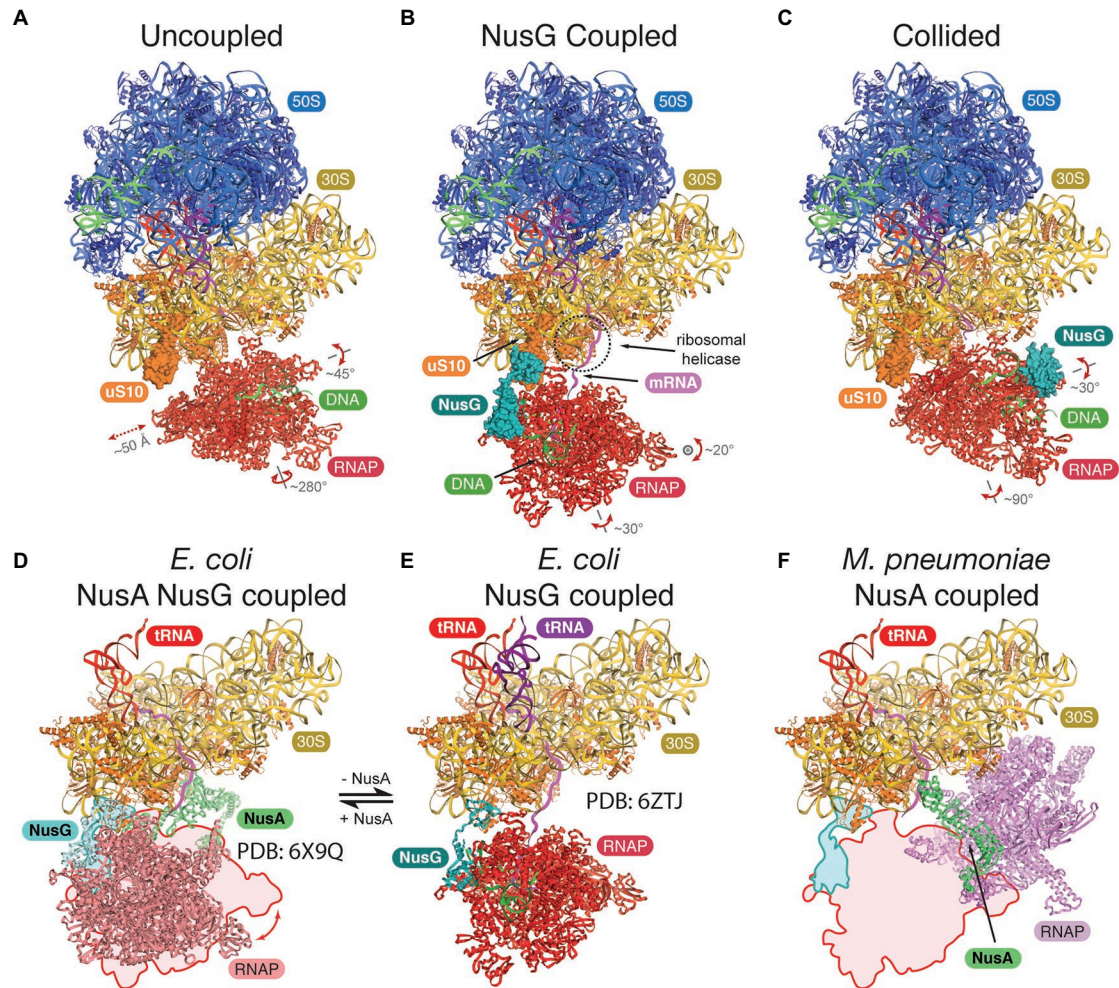 A
Uncoupled
50S
30S
uS10
~45°
DNA
~50 Å
RNAP
~280°
B
NusG Coupled
50S
30S
ribosomal
helicase
uS10
mRNA
NusG
~20°
DNA
RNAP
~30°
C
Collided
50S
30S
NusG
~30°
uS10
DNA
RNAP
~90°
D
E. coli
NusA NusG coupled
tRNA
30S
NusG
NusA
PDB: 6X9Q
RNAP
- NusA
+ NusA
E
E. coli
NusG coupled
tRNA
tRNA
30S
PDB: 6ZTJ
NusG
RNAP
F
M. pneumoniae
NusA coupled
tRNA
30S
RNAP
NusA